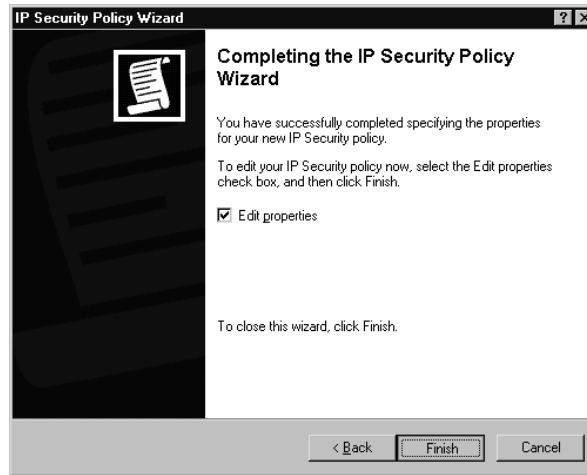 IP Security Policy Wizard
? X
Completing the IP Security Policy
Wizard
You have successfully completed specifying the properties
for your new IP Security policy.
To edit your IP Security policy now, select the Edit properties
check box, and then click Finish.
Edit properties
To close this wizard, click Finish.
< Back
Finish
Cancel